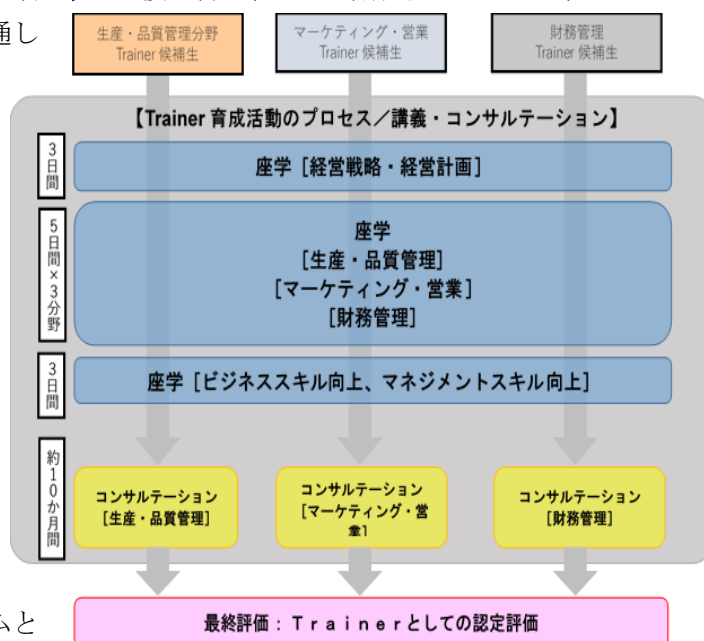 通し
生産・品質管理分野
Trainer 候補生
マーケティング・営業
Trainer 候補生
財務管理
Trainer 候補生
【Trainer 育成活動のプロセス／講義・コンサルテーション】
3日間
座学［経営戦略・経営計画］
5日間×3分野
座学
［生産・品質管理］
［マーケティング・営業］
［財務管理］
3日間
座学［ビジネススキル向上、マネジメントスキル向上］
約10か月間
コンサルテーション
［生産・品質管理］
コンサルテーション
［マーケティング・営
業］
コンサルテーション
［財務管理］
ムと
最終評価：Ｔｒａｉｎｅｒとしての認定評価